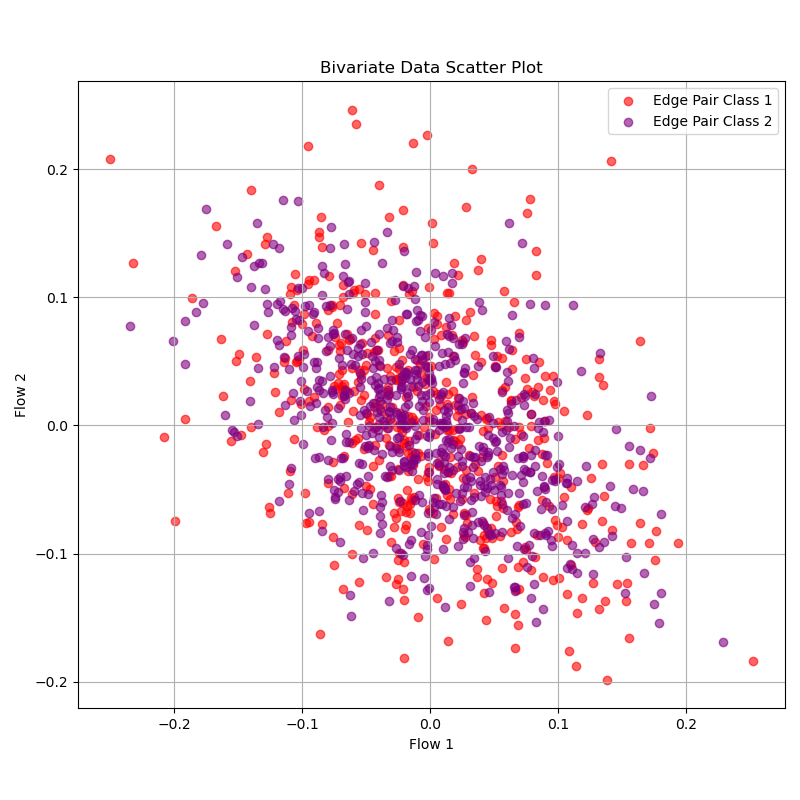 Bivariate Data Scatter Plot
Edge Pair Class 1
Edge Pair Class 2
Flow 2
0.2
0.1
0.0
−0.1
−0.2
−0.2
−0.1
0.0
0.1
0.2
Flow 1